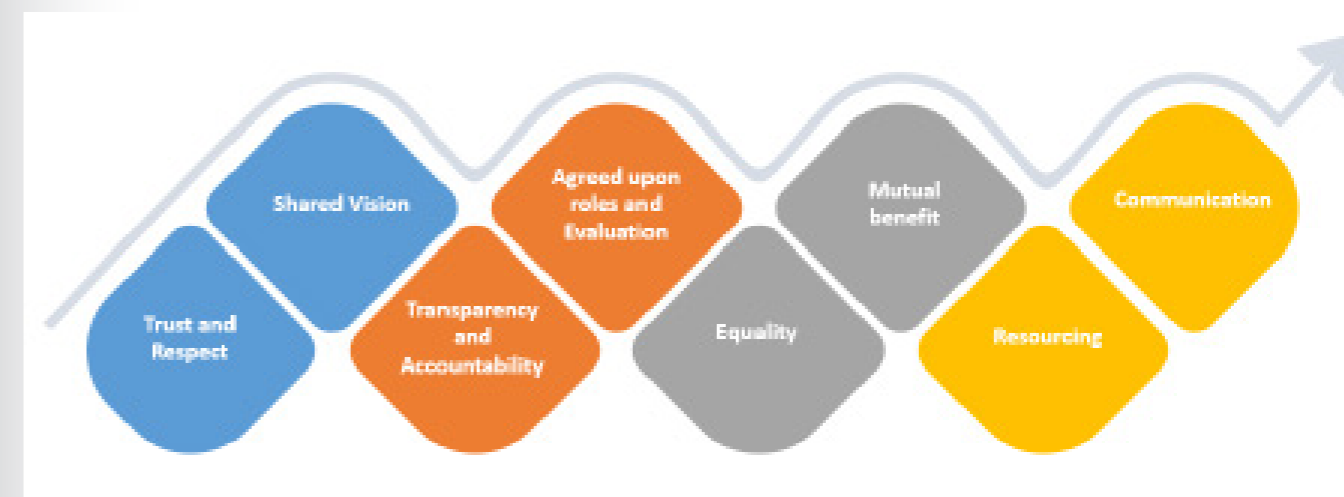 Trust and
Respect
Shared Vision
Transparency
and
Accountability
Agreed upon
roles and
Evaluation
Equality
Mutual
benefit
Resourcing
Communication